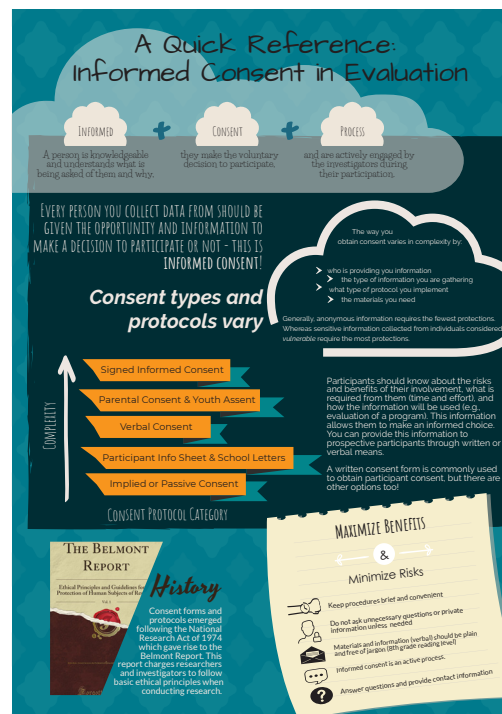 A Quick Reference:
Informed Consent in Evaluation
INFORMED
CONSENT
PROCESS
A person is knowledgeable
and understands what is
being asked of them and why,
they make the voluntary
decision to participate,
and are actively engaged by
the investigators during
their participation.
EVERY PERSON YOU COLLECT DATA FROM SHOULD BE
GIVEN THE OPPORTUNITY AND INFORMATION TO
MAKE A DECISION TO PARTICIPATE OR NOT - THIS IS
INFORMED CONSENT!
The way you
obtain consent varies in complexity by:
who is providing you information
the type of information you are gathering
what type of protocol you implement
the materials you need
Generally, anonymous information requires the fewest protections.
Whereas sensitive information collected from individuals considered
vulnerable require the most protections.
Consent types and
protocols vary
COMPLEXITY
Signed Informed Consent
Parental Consent & Youth Assent
Verbal Consent
Participant Info Sheet & School Letters
Implied or Passive Consent
CONSENT PROTOCOL CATEGORY
Participants should know about the risks
and benefits of their involvement, what is
required from them (time and effort), and
how the information will be used (e.g.,
evaluation of a program). This information
allows them to make an informed choice.
You can provide this information to
prospective participants through written or
verbal means.
A written consent form is commonly used
to obtain participant consent, but there are
other options too!
THE BELMONT
REPORT
Ethical Principles and Guidelines for
Protection of Human Subjects of
History
Consent forms and
protocols emerged
following the National
Research Act of 1974
which gave rise to the
Belmont Report. This
report charges researchers
and investigators to follow
basic ethical principles when
conducting research.
MAXIMIZE BENEFITS
&
Minimize Risks
Keep procedures brief and convenient
Do not ask unnecessary questions or private
information unless needed
Materials and information (verbal) should be plain
and free of jargon (8th grade reading level)
Informed consent is an active process.
Answer questions and provide contact information